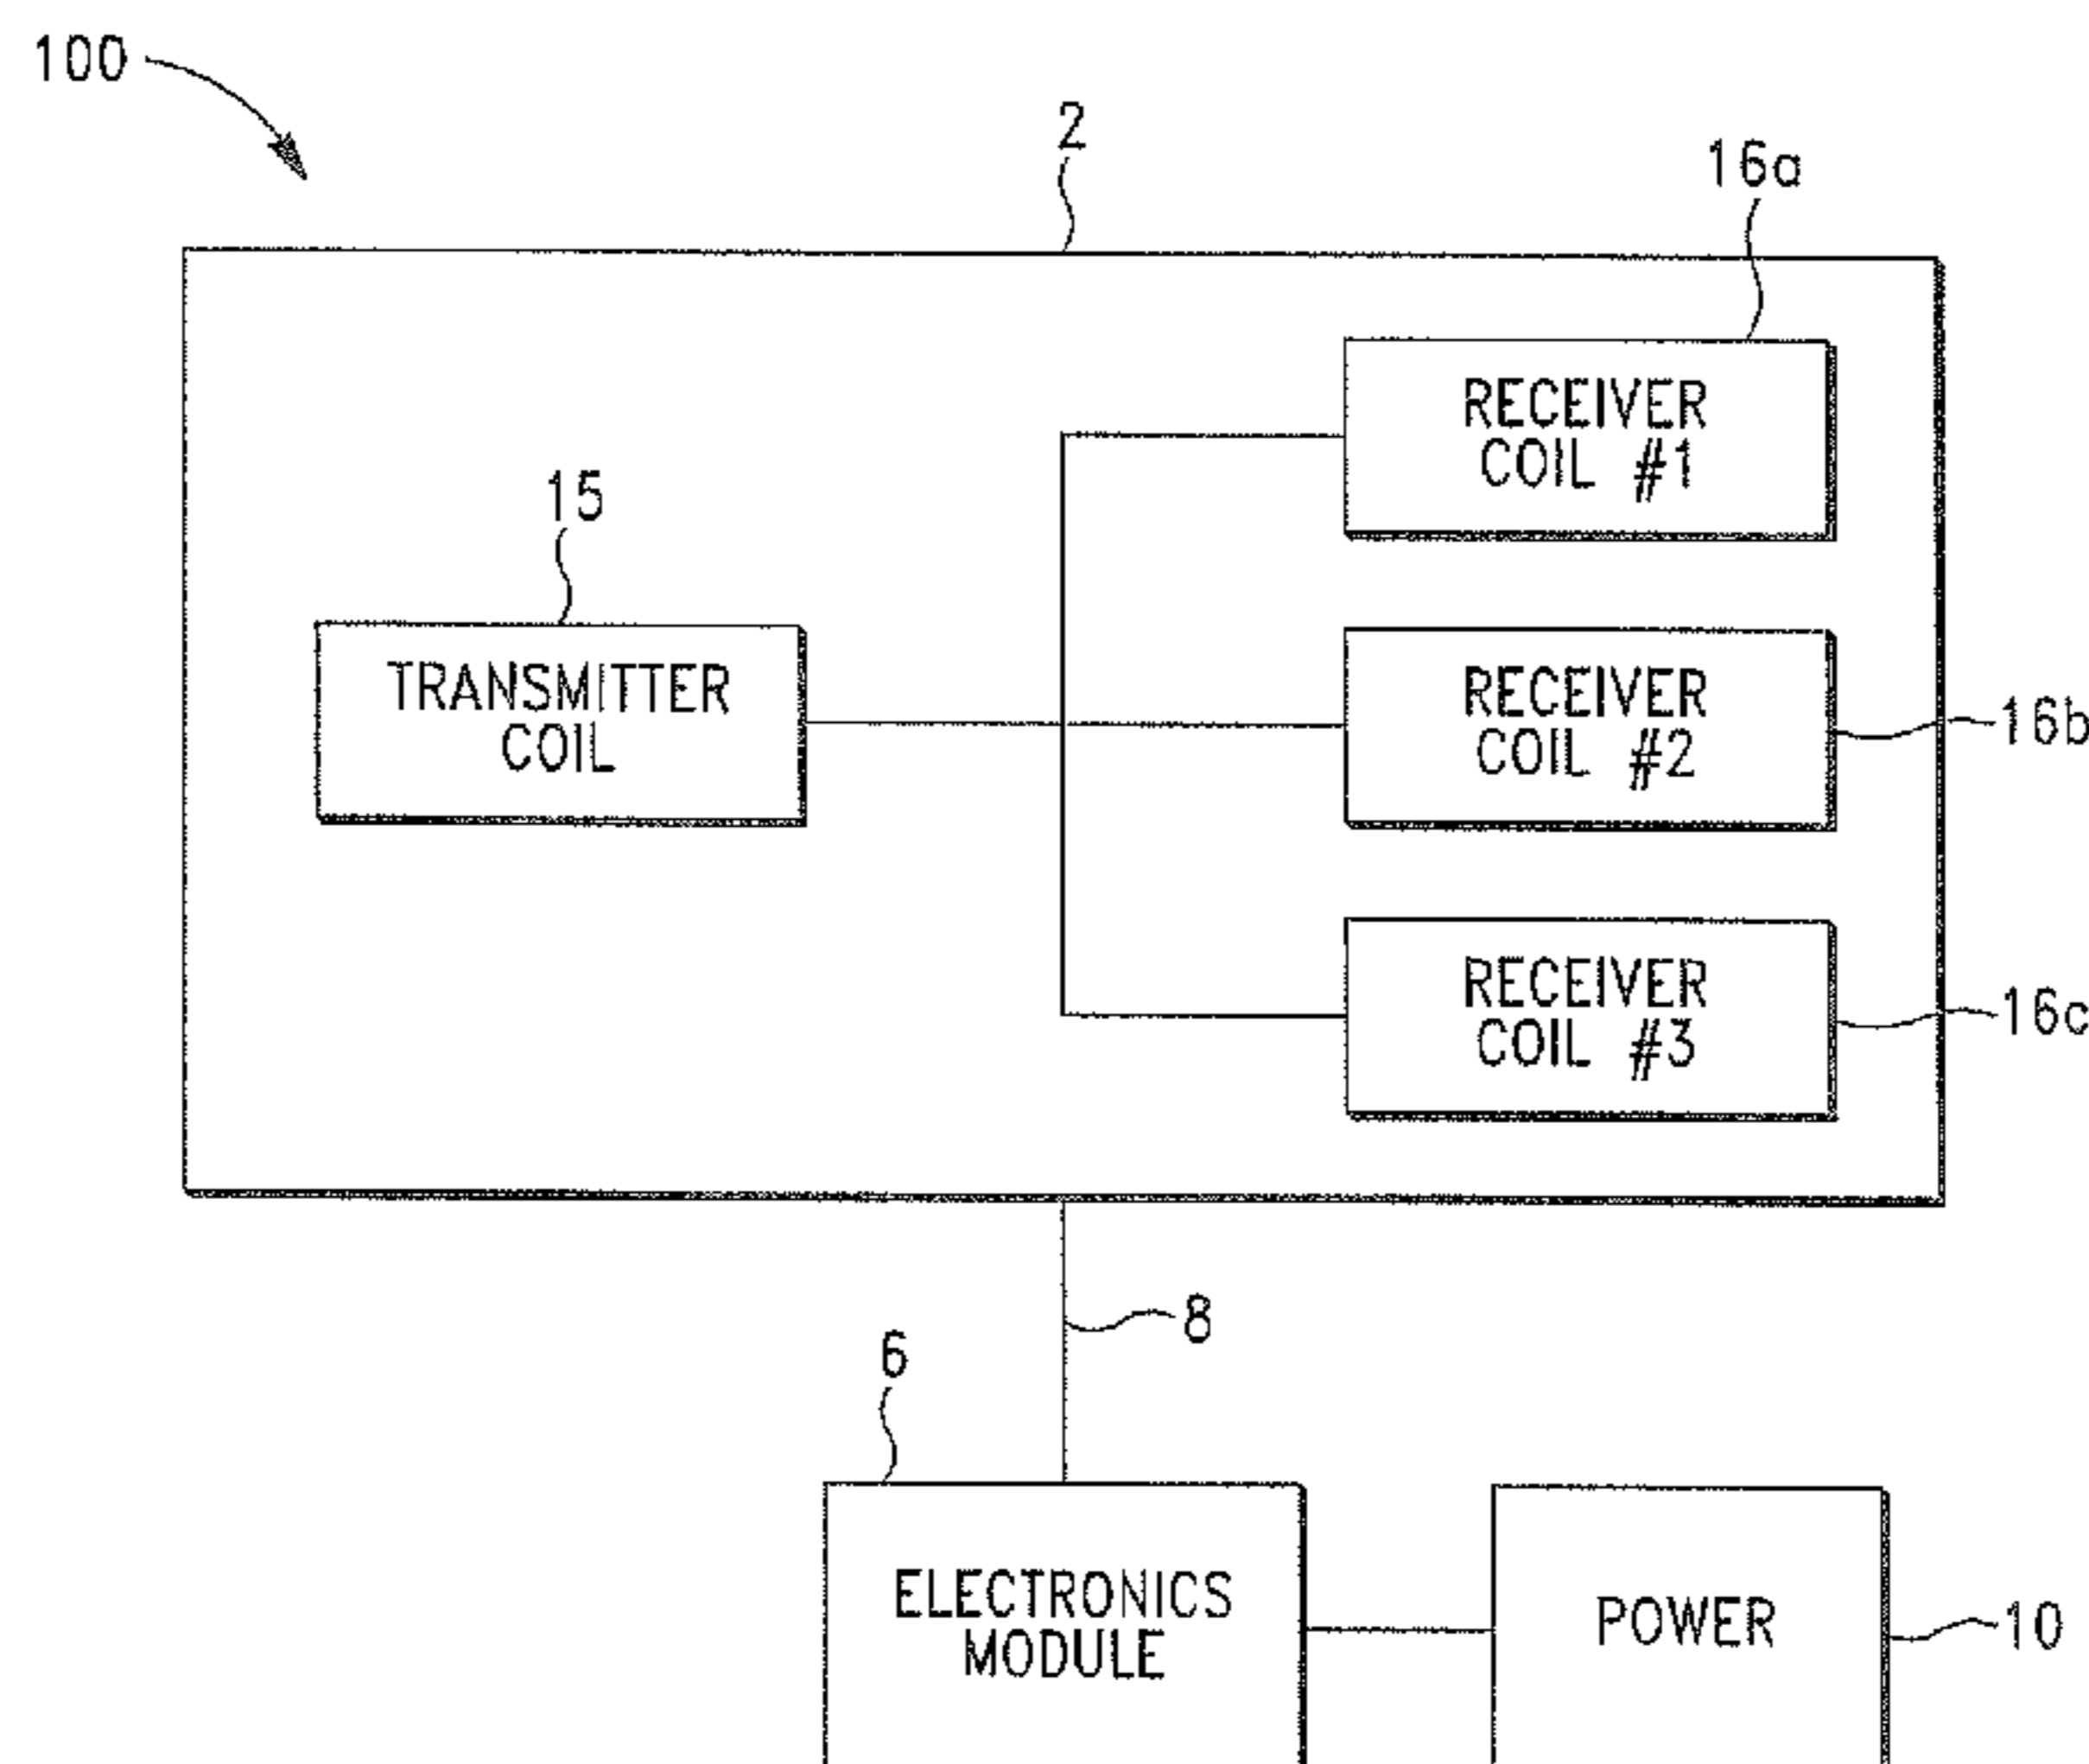 100
2
16a
RECEIVER
COIL #1
15
TRANSMITTER
COIL
RECEIVER
COIL #2
16b
RECEIVER
COIL #3
16c
8
6
ELECTRONICS
MODULE
POWER
10